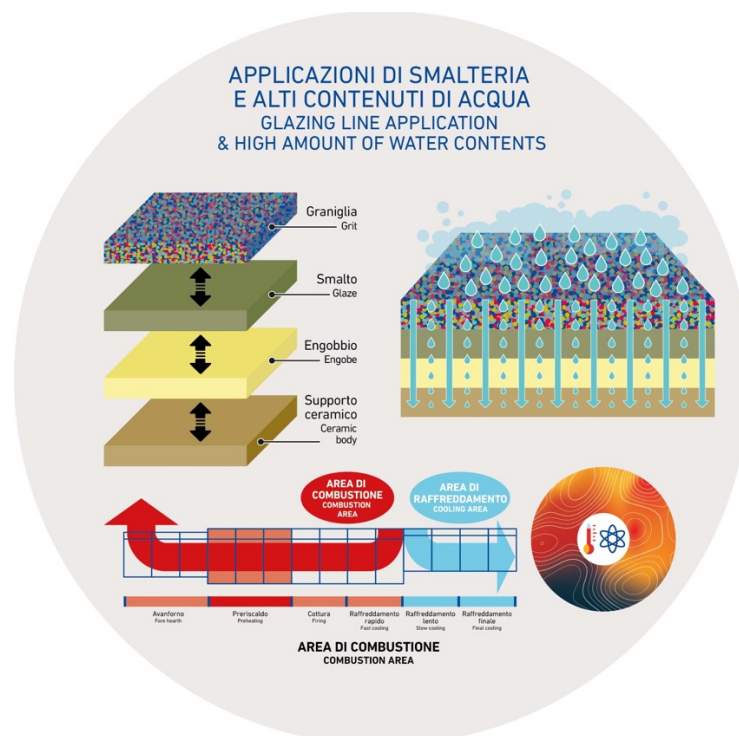 APPLICAZIONI DI SMALTERIA
E ALTI CONTENUTI DI ACQUA
GLAZING LINE APPLICATION
& HIGH AMOUNT OF WATER CONTENTS
Graniglia
Grit
Smalto
Glaze
Engobbio
Engobe
Supporto
ceramico
Ceramic
body
AREA DI
COMBUSTIONE
COMBUSTION
AREA
AREA DI
RAFFREDDAMENTO
COOLING AREA
Avanforno
Fore hearth
Preriscaldo
Preheating
Cottura
Firing
Raffreddamento
rapido
Fast cooling
Raffreddamento
lento
Slow cooling
Raffreddamento
finale
Final cooling
AREA DI COMBUSTIONE
COMBUSTION AREA